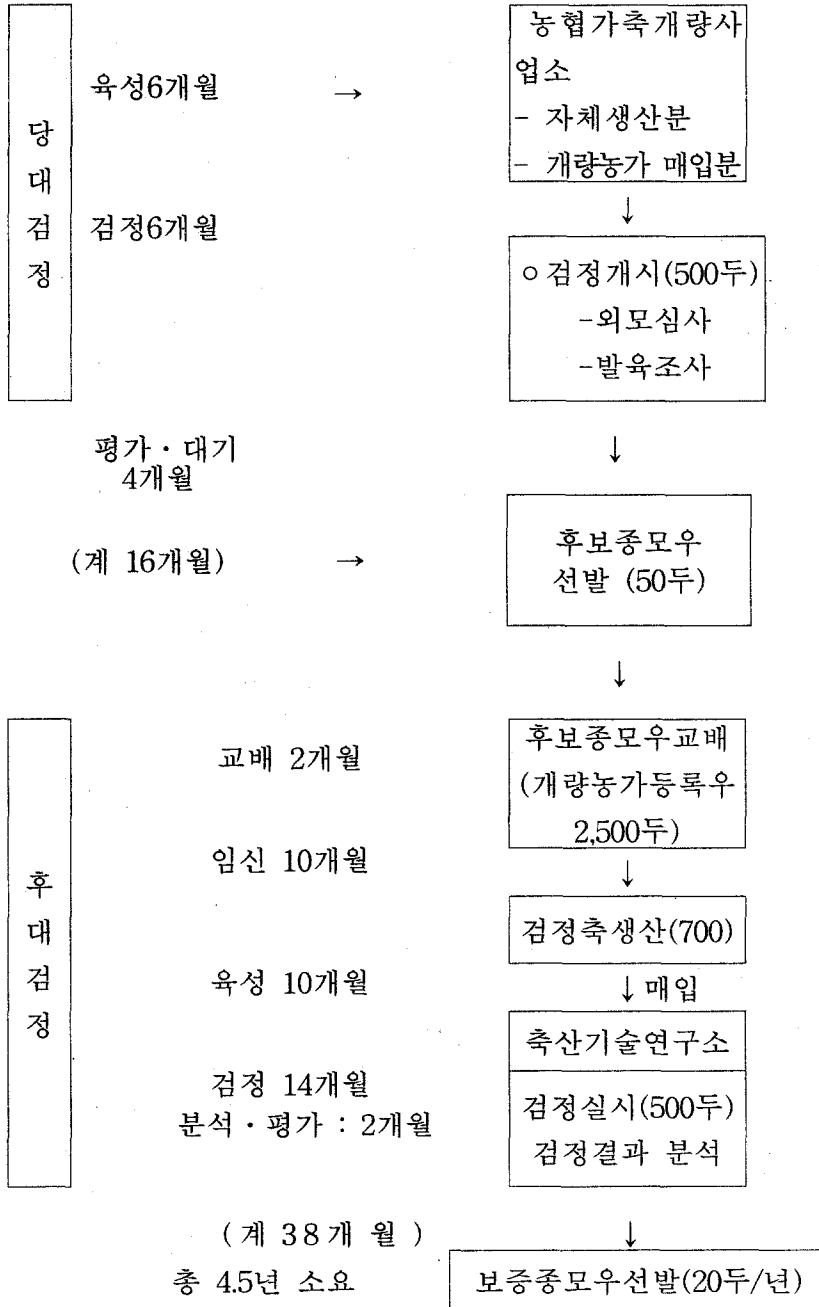 당
대
검
정
육성6개월 →
검정6개월
농협가축개량사
업소
- 자체생산분
- 개량농가 매입분
↓
○검정개시(500두)
-외모심사
-발육조사
평가·대기
4개월
↓
(계 16개월) →
후보종모우
선발 (50두)
↓
후
대
검
정
교배 2개월
임신 10개월
육성 10개월
검정 14개월
분석·평가 : 2개월
후보종모우교배
(개량농가등록우
2,500두)
↓
검정축생산(700)
↓매입
축산기술연구소
검정실시(500두)
검정결과 분석
(계 38개 월 )
↓
총 4.5년 소요
보증종모우선발(20두/년)